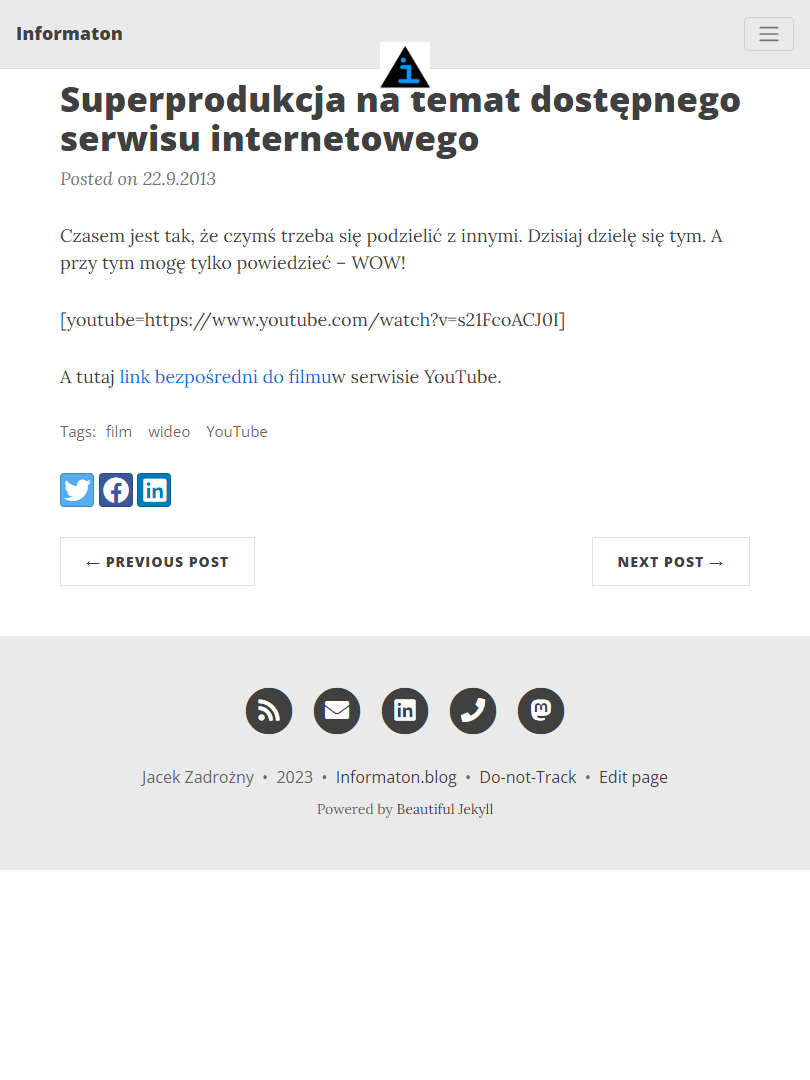 Informaton
Superprodukcja na temat dostępnego
serwisu internetowego
Posted on 22.9.2013
Czasem jest tak, że czymś trzeba się podzielić z innymi. Dzisiaj dzielę się tym. A
przy tym mogę tylko powiedzieć – WOW!
[youtube=https://www.youtube.com/watch?v=s21FcoACJ0I]
A tutaj link bezpośredni do filmuw serwisie YouTube.
Tags: film wideo YouTube
← PREVIOUS POST
NEXT POST →
Jacek Zadrożny • 2023 • Informaton.blog • Do-not-Track • Edit page
Powered by Beautiful Jekyll